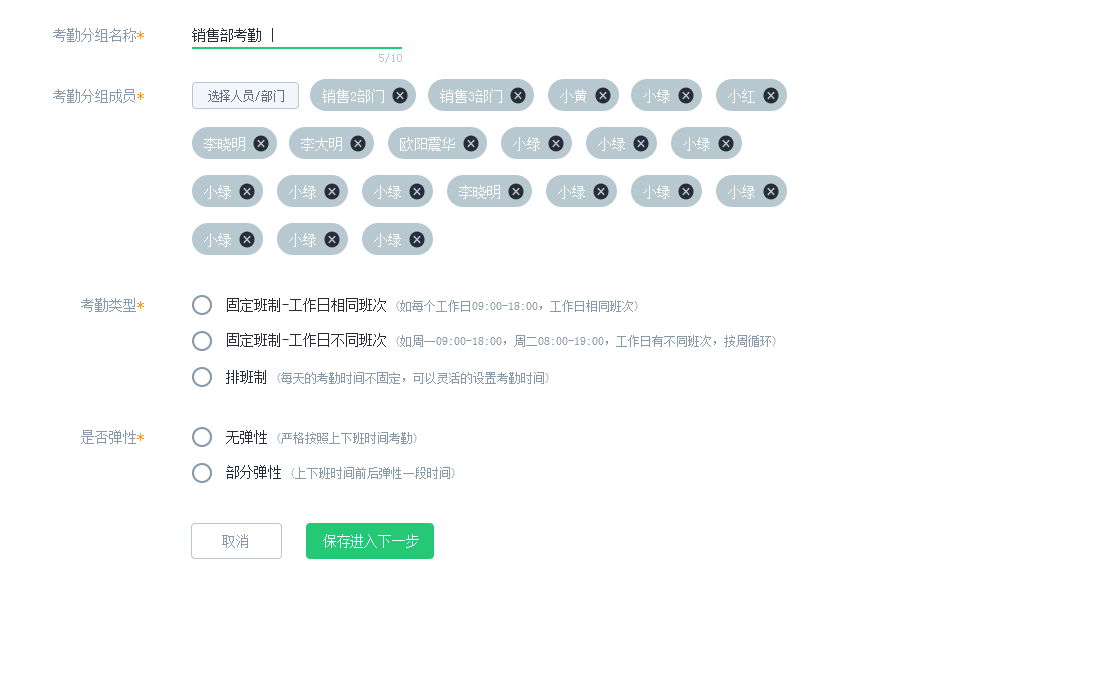 考勤分组名称* 销售部考勤
5/10
考勤分组成员* 选择人员/部门 销售2部门 销售3部门 小黄 小绿 小红
李晓明 李大明 欧阳震华 小绿 小绿 小绿
小绿 小绿 小绿 李晓明 小绿 小绿 小绿
小绿 小绿 小绿
考勤类型* 固定班制-工作日相同班次 (如每个工作日09:00-18:00，工作日相同班次)
固定班制-工作日不同班次 (如周一09:00-18:00，周二08:00-19:00，工作日有不同班次，按周循环)
排班制 (每天的考勤时间不固定，可以灵活的设置考勤时间)
是否弹性* 无弹性 (严格按照上下班时间考勤)
部分弹性 (上下班时间前后弹性一段时间)
取消 保存进入下一步